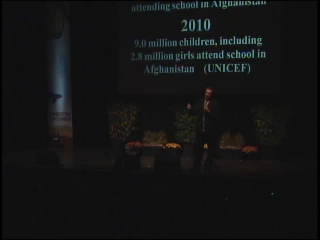 attending school in Afghanistan
2010
9.0 million children, including
2.8 million girls attend school in
Afghanistan (UNICEF)